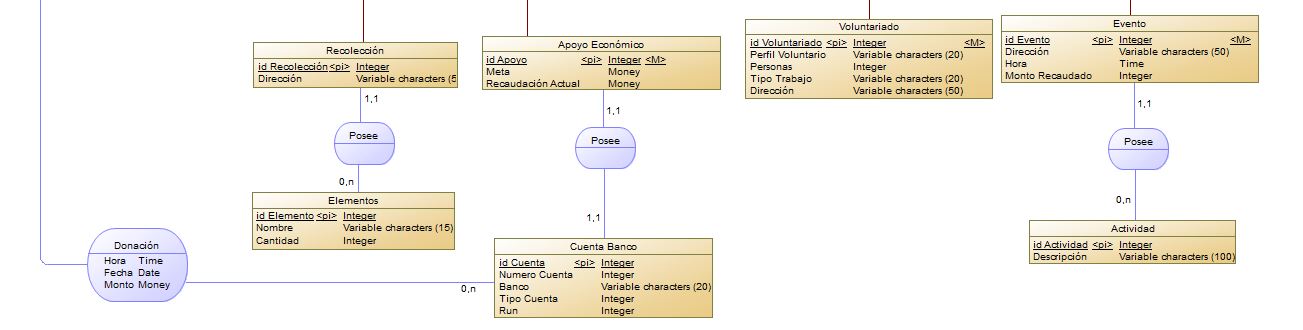 Recolección
id Recolección <pi> Integer
Dirección Variable characters (5
1,1
Posee
0,n
Elementos
id Elemento <pi> Integer
Nombre Variable characters (15)
Cantidad Integer
Apoyo Económico
id Apoyo <pi> Integer <M>
Meta Money
Recaudación Actual Money
1,1
Posee
1,1
Cuenta Banco
id Cuenta <pi> Integer
Numero Cuenta Integer
Banco Variable characters (20)
Tipo Cuenta Integer
Run Integer
Donación
Hora Time
Fecha Date
Monto Money
0,n
Voluntariado
id Voluntariado <pi> Integer <M>
Perfil Voluntario Variable characters (20)
Personas Integer
Tipo Trabajo Variable characters (20)
Dirección Variable characters (50)
Evento
id Evento <pi> Integer <M>
Dirección Variable characters (50)
Hora Time
Monto Recaudado Integer
1,1
Posee
0,n
Actividad
id Actividad <pi> Integer
Descripción Variable characters (100)